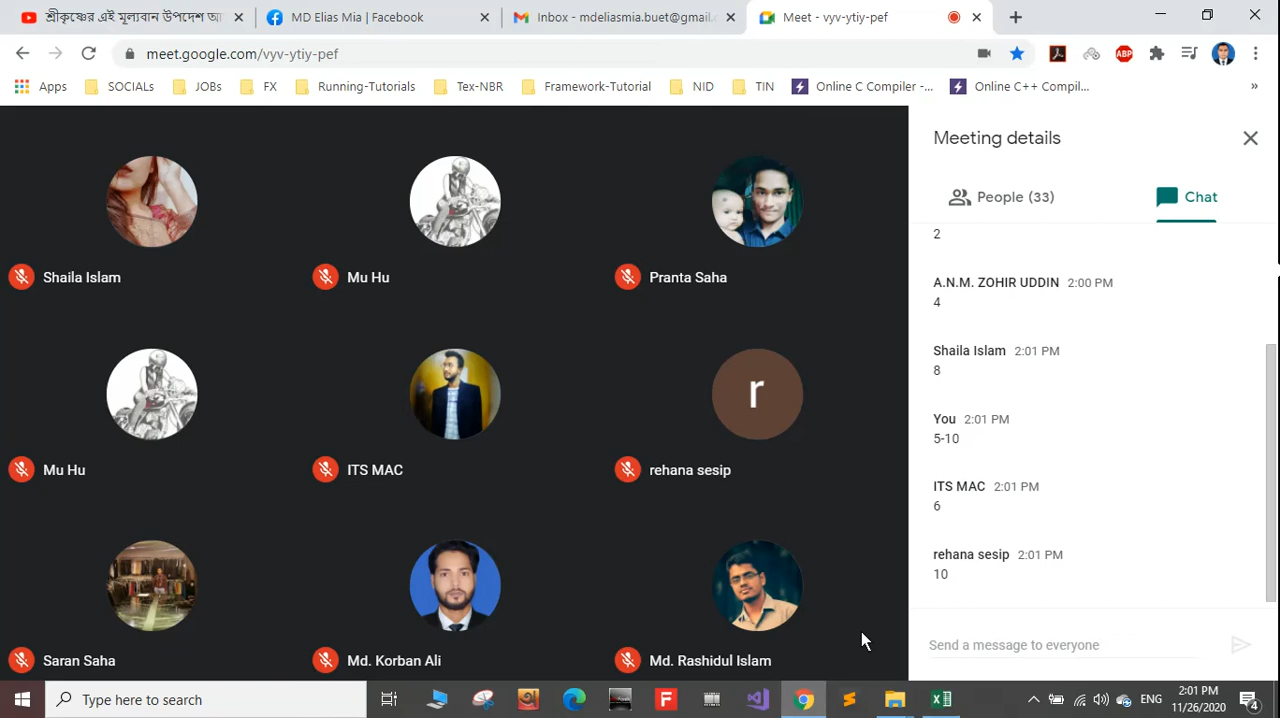 শ্রীকৃষ্ণের এই মূল্যবান উপদেশ আ
MD Elias Mia | Facebook
Inbox - mdeliasmia.buet@gmail.c
Meet - vyv-ytiy-pef
meet.google.com/vyv-ytiy-pef
ABP
Apps
SOCIALs
JOBs
FX
Running-Tutorials
Tex-NBR
Framework-Tutorial
NID
TIN
Online C Compiler -...
Online C++ Compil...
»
Shaila Islam
Mu Hu
Pranta Saha
Mu Hu
ITS MAC
r
rehana sesip
Saran Saha
Md. Korban Ali
Md. Rashidul Islam
Meeting details
People (33)
Chat
2
A.N.M. ZOHIR UDDIN 2:00 PM
4
Shaila Islam 2:01 PM
8
You 2:01 PM
5-10
ITS MAC 2:01 PM
6
rehana sesip 2:01 PM
10
Send a message to everyone
Type here to search
F
ENG
2:01 PM
11/26/2020
4